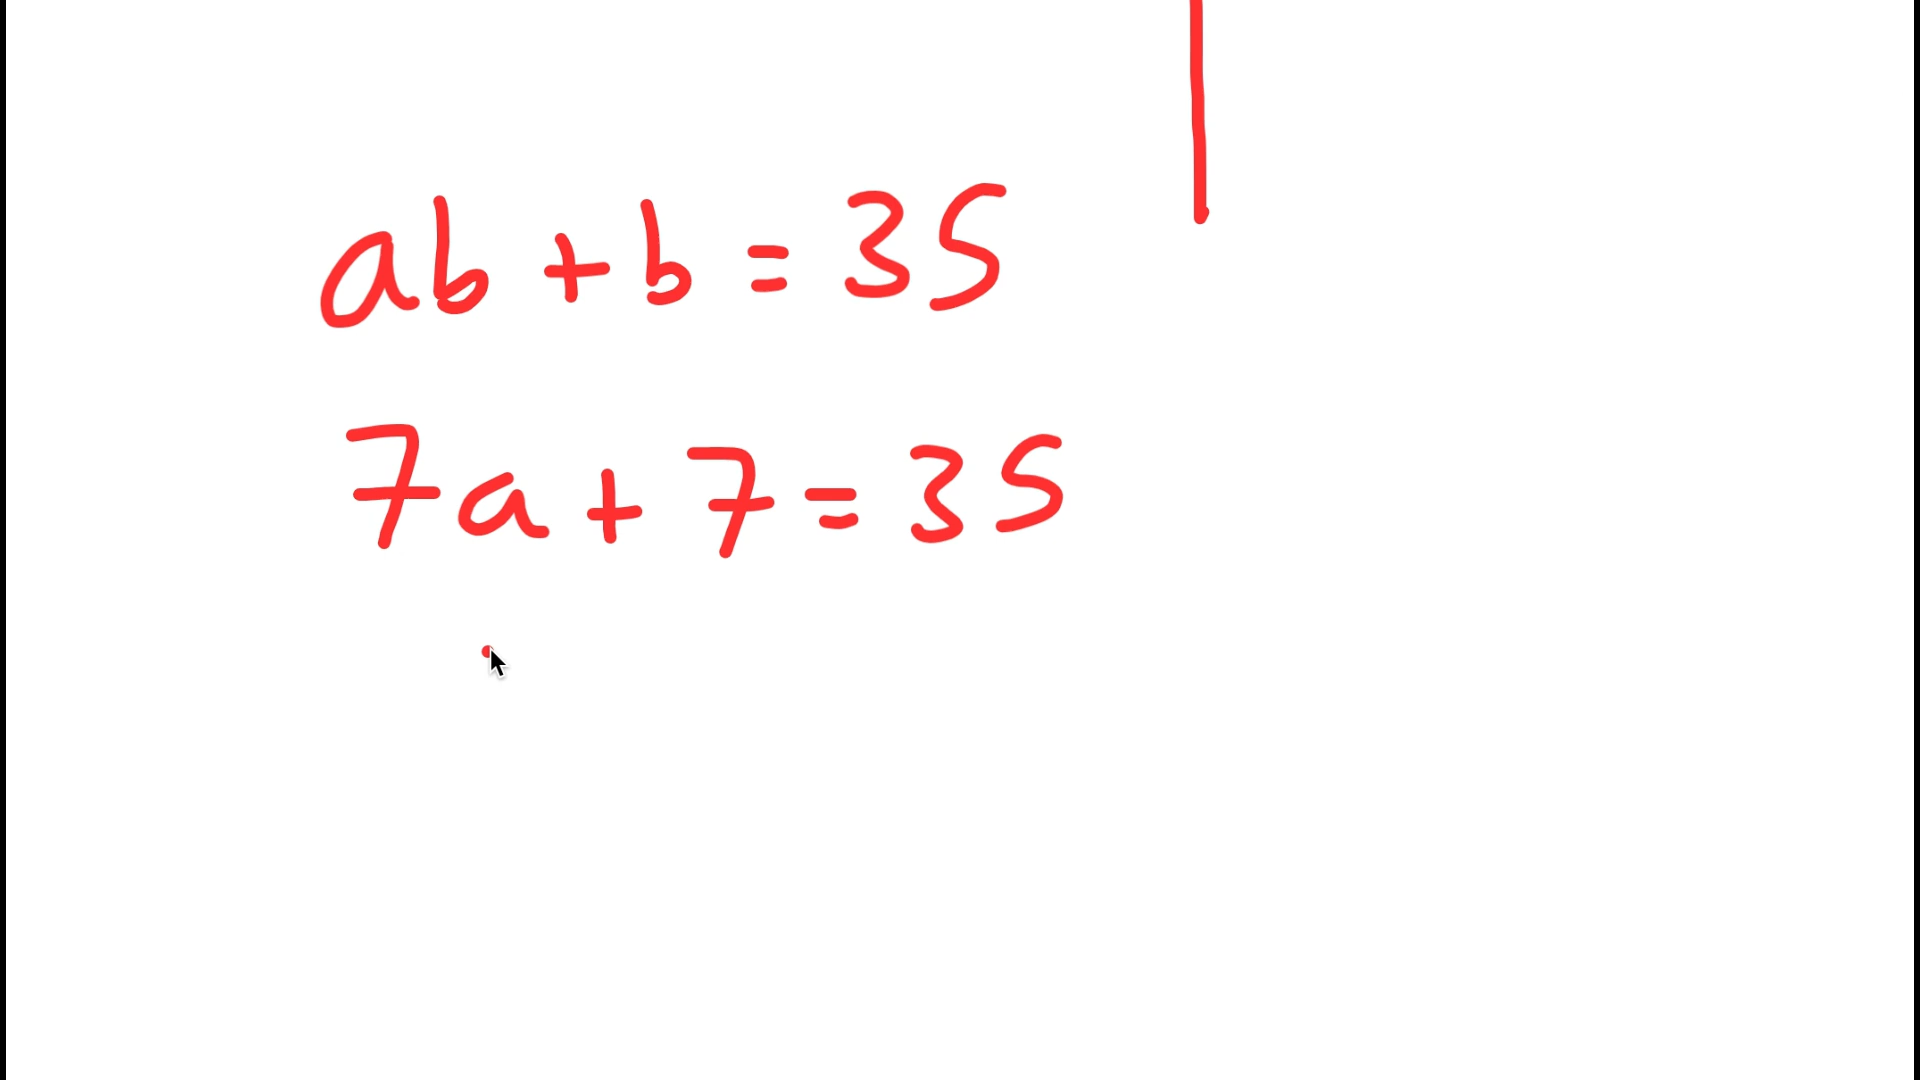 ab + b = 35
7a + 7 = 35